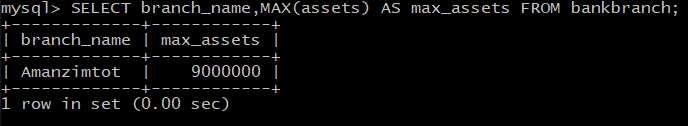 mysql> SELECT branch_name,MAX(assets) AS max_assets FROM bankbranch;
+-------------+------------+
| branch_name | max_assets |
+-------------+------------+
| Amanzimtot  |    9000000 |
+-------------+------------+
1 row in set (0.00 sec)